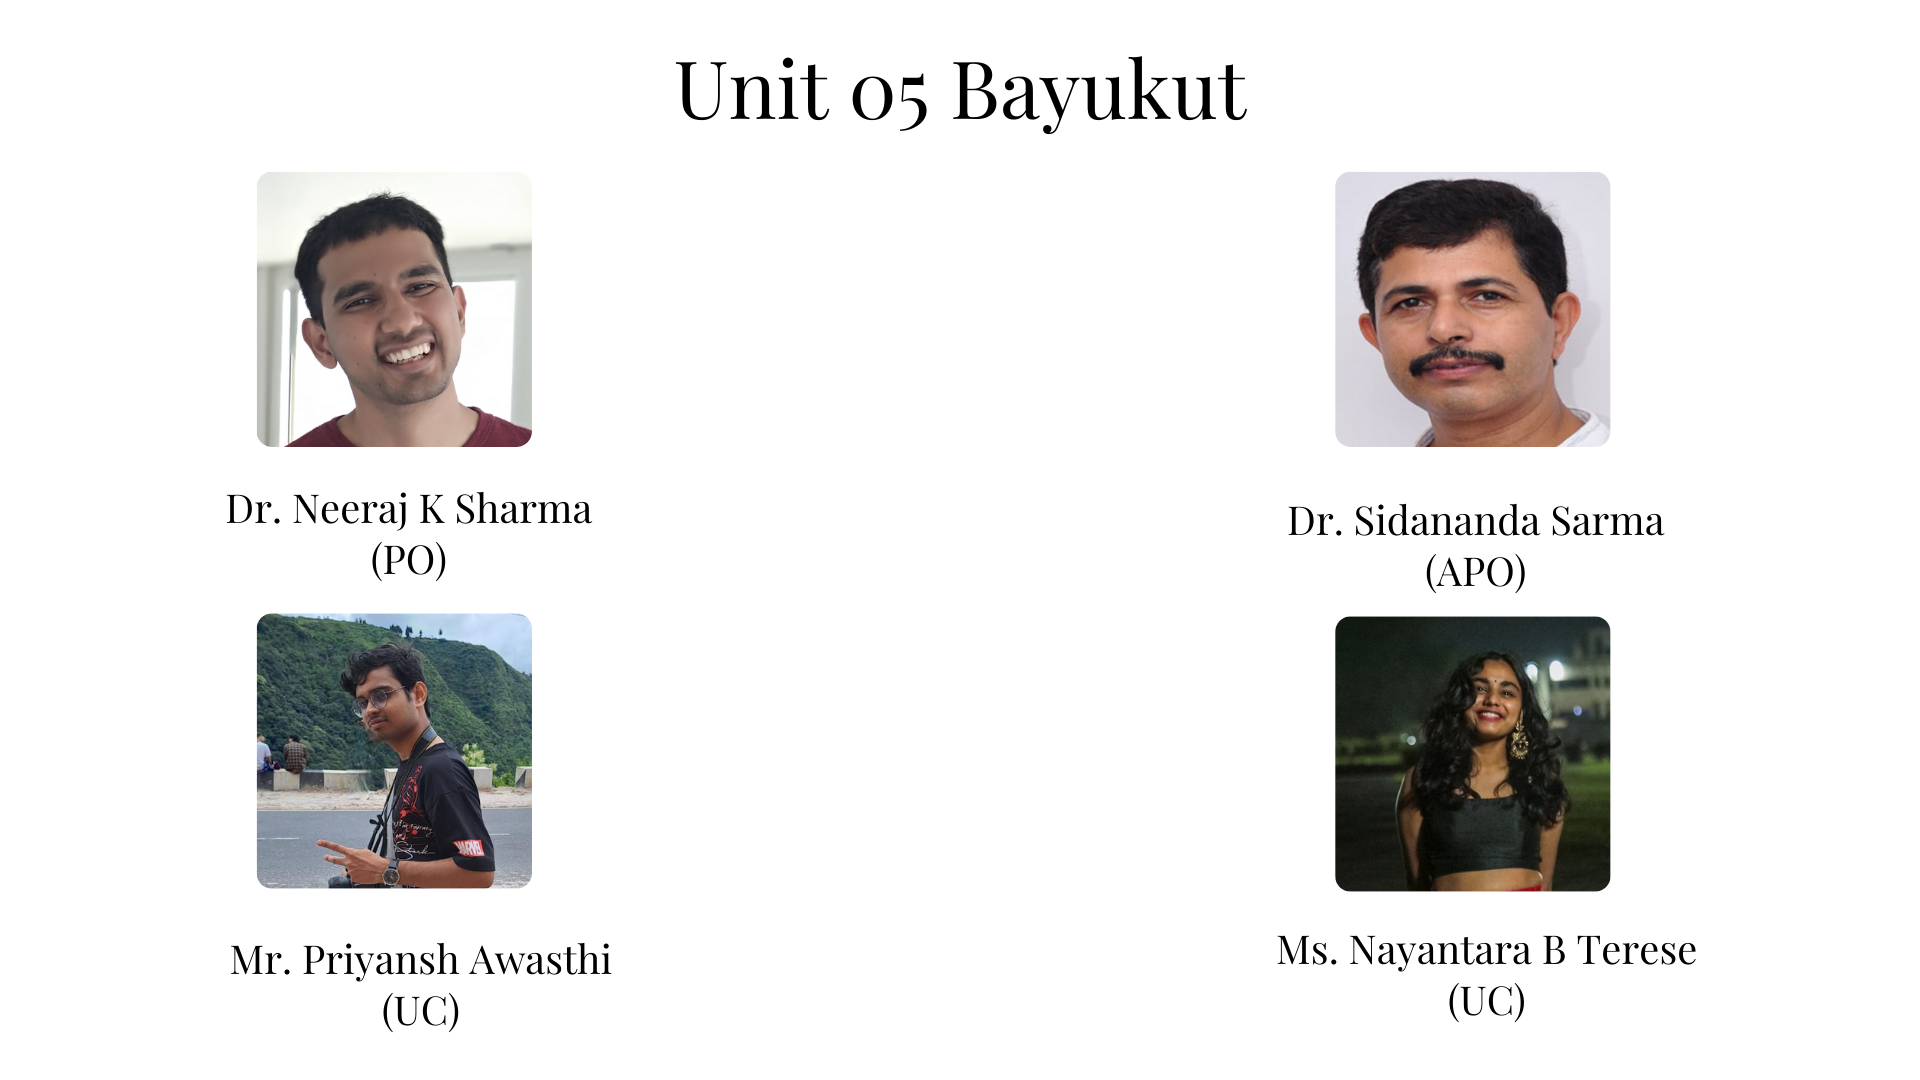 Unit 05 Bayukut
Dr. Neeraj K Sharma
(PO)
Dr. Sidananda Sarma
(APO)
MARVEL
Mr. Priyansh Awasthi
(UC)
Ms. Nayantara B Terese
(UC)